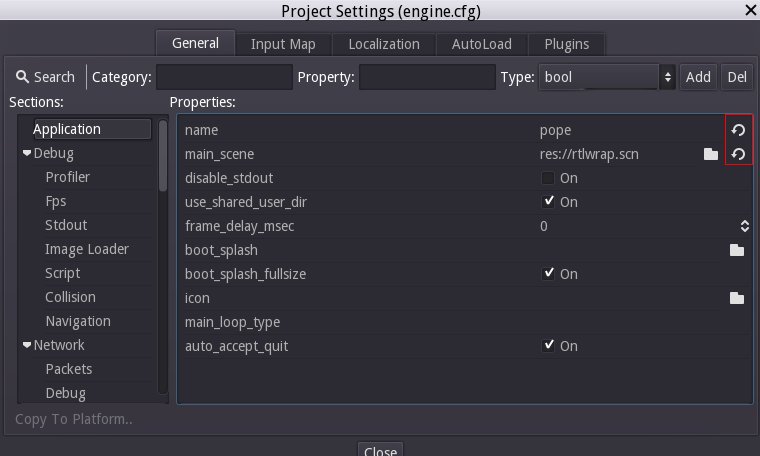 Project Settings (engine.cfg)
General Input Map Localization AutoLoad Plugins
Search Category: Property: Type: bool Add Del
Sections: Properties:
Application name pope
Debug main_scene res://rtlwrap.scn
Profiler disable_stdout On
Fps use_shared_user_dir On
Stdout frame_delay_msec 0
Image Loader boot_splash
Script boot_splash_fullsize On
Collision icon
Navigation main_loop_type
Network auto_accept_quit On
Packets
Debug
Copy To Platform..
Close